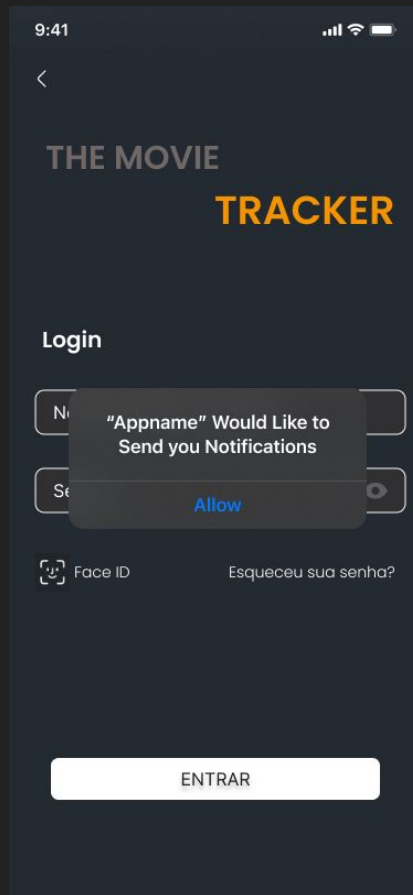 9:41
THE MOVIE
TRACKER
Login
“Appname” Would Like to
Send you Notifications
Allow
Face ID
Esqueceu sua senha?
ENTRAR